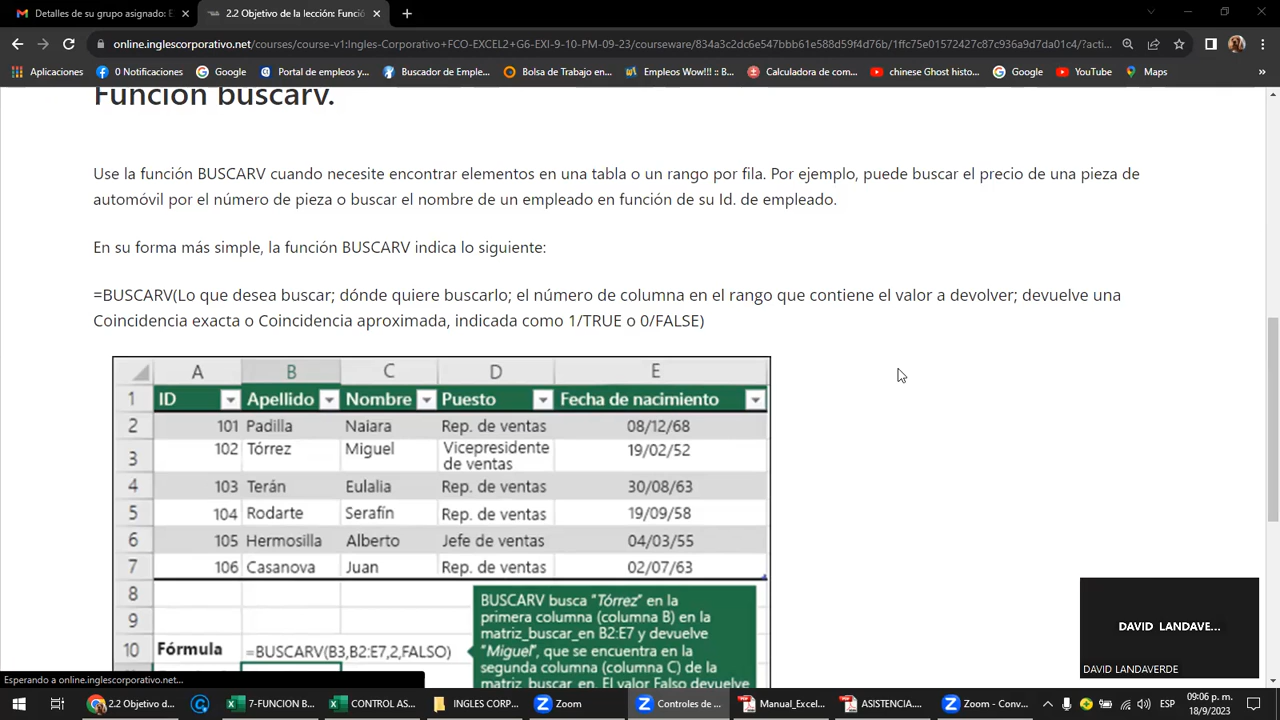 Detalles de su grupo asignado: E
2.2 Objetivo de la lección: Funció
online.inglescorporativo.net/courses/course-v1:Ingles-Corporativo+FCO-EXCEL2+G6-EXI-9-10-PM-09-23/courseware/834a3c2dc6e547bbb61e588d59f4d76b/1ffc75e01572427c87c936a9d7da01c4/?acti...
Aplicaciones
0 Notificaciones
Google
Portal de empleos y...
Buscador de Emple...
Bolsa de Trabajo en...
Empleos Wow!!! :: B...
Calculadora de com...
chinese Ghost histo...
Google
YouTube
Maps
Función buscarv.
Use la función BUSCARV cuando necesite encontrar elementos en una tabla o un rango por fila. Por ejemplo, puede buscar el precio de una pieza de
automóvil por el número de pieza o buscar el nombre de un empleado en función de su Id. de empleado.
En su forma más simple, la función BUSCARV indica lo siguiente:
=BUSCARV(Lo que desea buscar; dónde quiere buscarlo; el número de columna en el rango que contiene el valor a devolver; devuelve una
Coincidencia exacta o Coincidencia aproximada, indicada como 1/TRUE o 0/FALSE)
A B C D E
1 ID Apellido Nombre Puesto Fecha de nacimiento
2 101 Padilla Naiara Rep. de ventas 08/12/68
3 102 Tórrez Miguel Vicepresidente de ventas 19/02/52
4 103 Terán Eulalia Rep. de ventas 30/08/63
5 104 Rodarte Serafín Rep. de ventas 19/09/58
6 105 Hermosilla Alberto Jefe de ventas 04/03/55
7 106 Casanova Juan Rep. de ventas 02/07/63
8
9
10 Fórmula =BUSCARV(B3,B2:E7,2,FALSO)
BUSCARV busca "Tórrez" en la
primera columna (columna B) en la
matriz_buscar_en B2:E7 y devuelve
"Miguel", que se encuentra en la
segunda columna (columna C) de la
matriz_buscar_en. El valor Falso devuelve
DAVID LANDAVE...
DAVID LANDAVERDE
Esperando a online.inglescorporativo.net...
2.2 Objetivo d...
7-FUNCION B...
CONTROL AS...
INGLES CORP...
Zoom
Controles de ...
Manual_Excel...
ASISTENCIA...
Zoom - Conv...
ESP
09:06 p. m.
18/9/2023